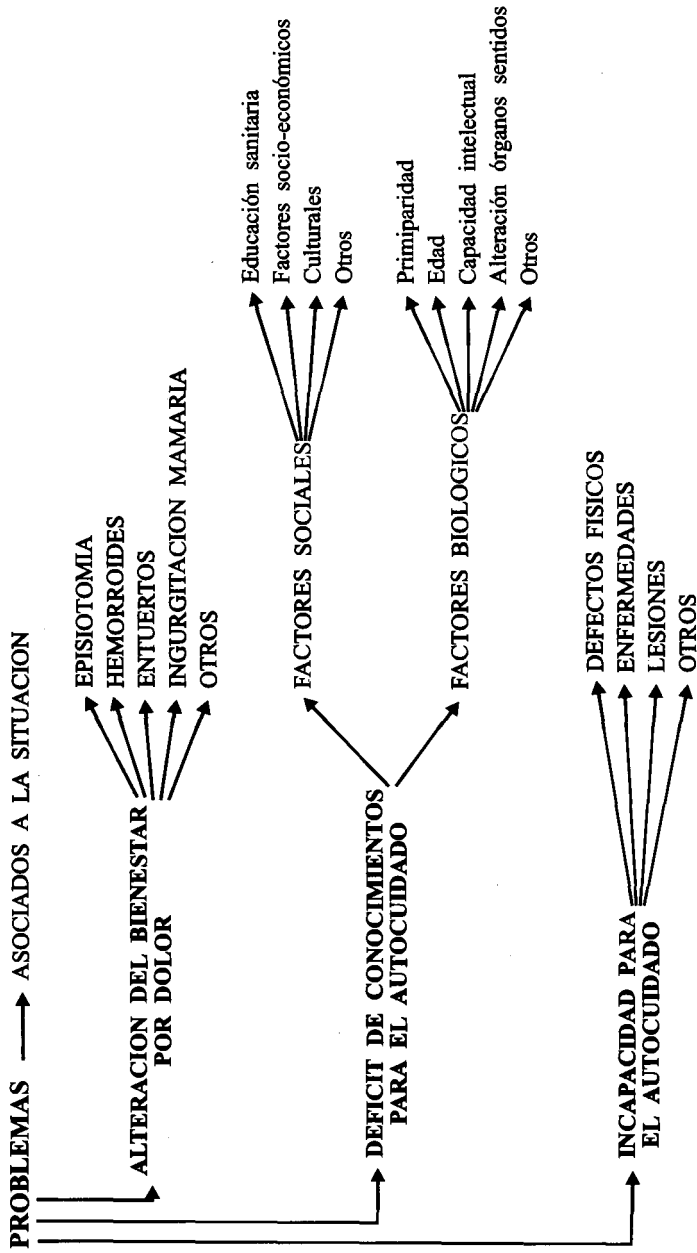 PROBLEMAS ASOCIADOS A LA SITUACION
ALTERACION DEL BIENESTAR
POR DOLOR
EPISIOTOMIA
HEMORROIDES
ENTUERTOS
INGURGITACION MAMARIA
OTROS
DEFICIT DE CONOCIMIENTOS
PARA EL AUTOCUIDADO
FACTORES SOCIALES
Educación sanitaria
Factores socio-económicos
Culturales
Otros
FACTORES BIOLOGICOS
Primiparidad
Edad
Capacidad intelectual
Alteración órganos sentidos
Otros
INCAPACIDAD PARA
EL AUTOCUIDADO
DEFECTOS FISICOS
ENFERMEDADES
LESIONES
OTROS